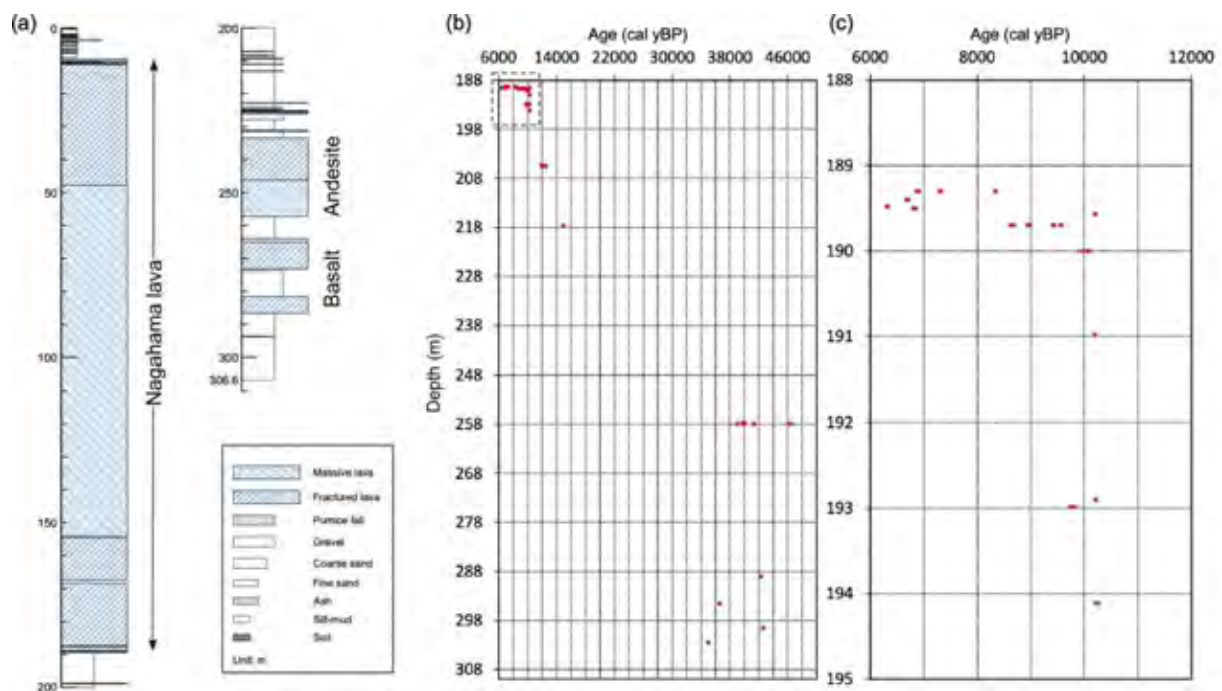 (a)
0
50
100
150
200
Nagahama lava
200
250
300
306.6
Andesite
Basalt
Massive lava
Fractured lava
Pumice fall
Gravel
Coarse sand
Fine sand
Ash
Silt-mud
Soil
Unit: m
(b)
Age (cal yBP)
6000 14000 22000 30000 38000 46000
Depth (m)
188
198
208
218
228
238
248
258
268
278
288
298
308
(c)
Age (cal yBP)
6000 8000 10000 12000
188
189
190
191
192
193
194
195